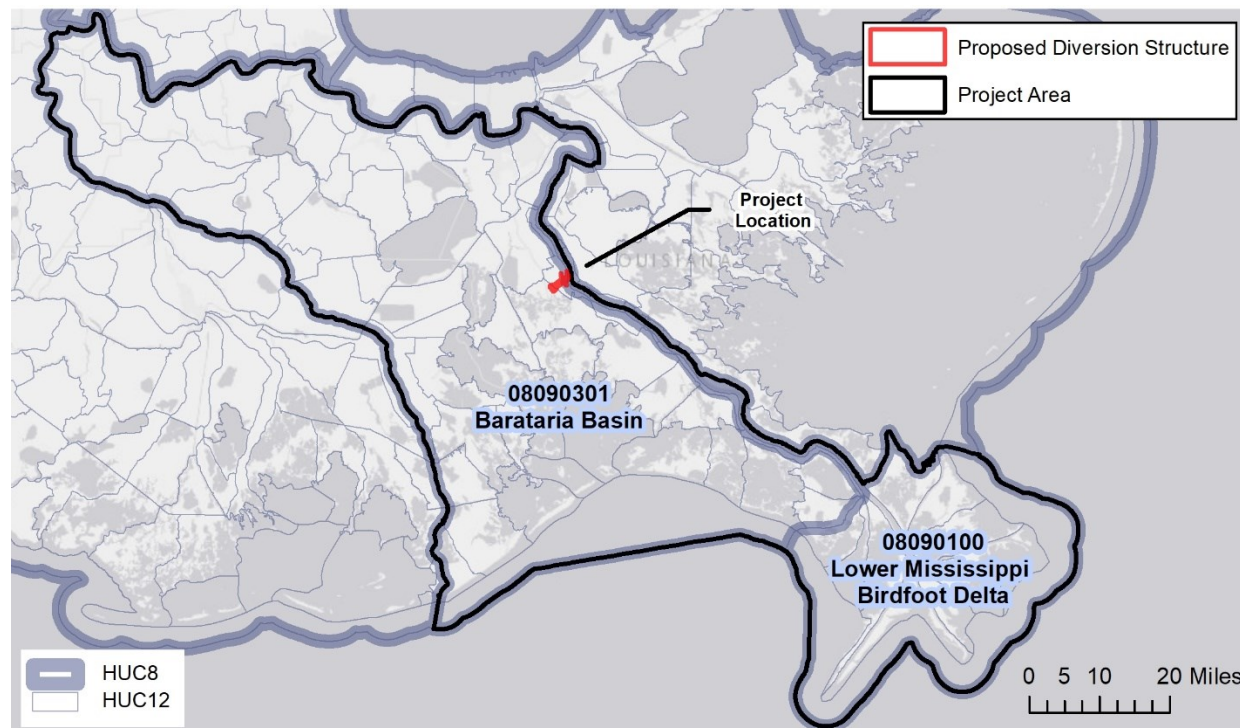 Proposed Diversion Structure
Project Area
Project
Location
LOUISIANA
08090301
Barataria Basin
08090100
Lower Mississippi
Birdfoot Delta
HUC8
HUC12
0 5 10 20 Miles